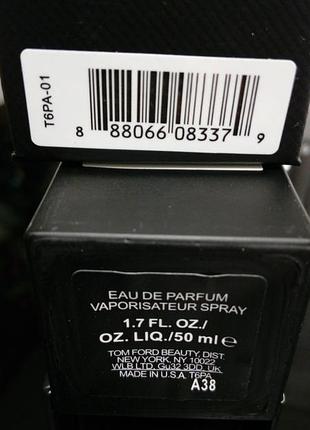 T6PA-01
8 88066 08337 9
EAU DE PARFUM
VAPORISATEUR SPRAY
1.7 FL. OZ./
OZ. LIQ./50 ml ℮
TOM FORD BEAUTY, DIST.
NEW YORK, NY 10022
WLB LTD, Gu32 3DD, UK
MADE IN U.S.A. T6PA
A38